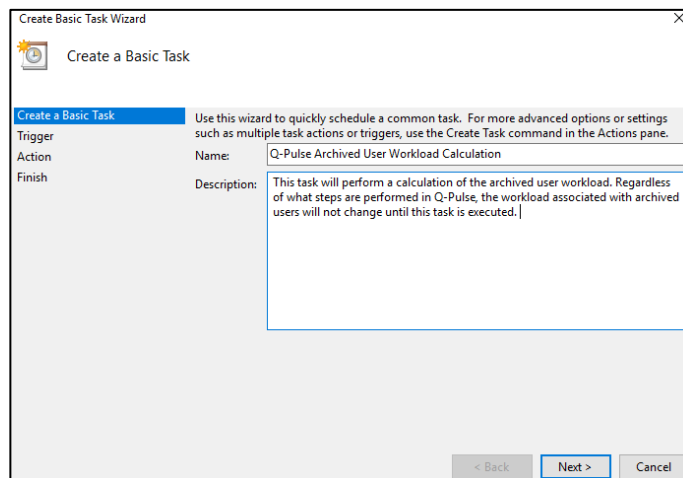 Create Basic Task Wizard
Create a Basic Task
Create a Basic Task
Trigger
Action
Finish
Use this wizard to quickly schedule a common task. For more advanced options or settings
such as multiple task actions or triggers, use the Create Task command in the Actions pane.
Name: Q-Pulse Archived User Workload Calculation
Description: This task will perform a calculation of the archived user workload. Regardless
of what steps are performed in Q-Pulse, the workload associated with archived
users will not change until this task is executed.
< Back Next > Cancel